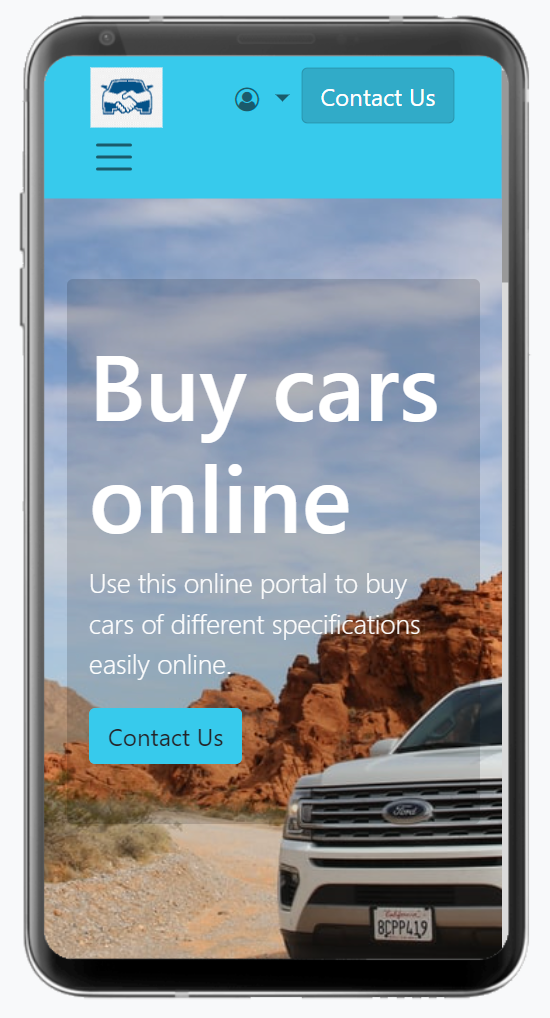 Contact Us
Buy cars
online
Use this online portal to buy
cars of different specifications
easily online.
Contact Us
Ford
California
8CPP419